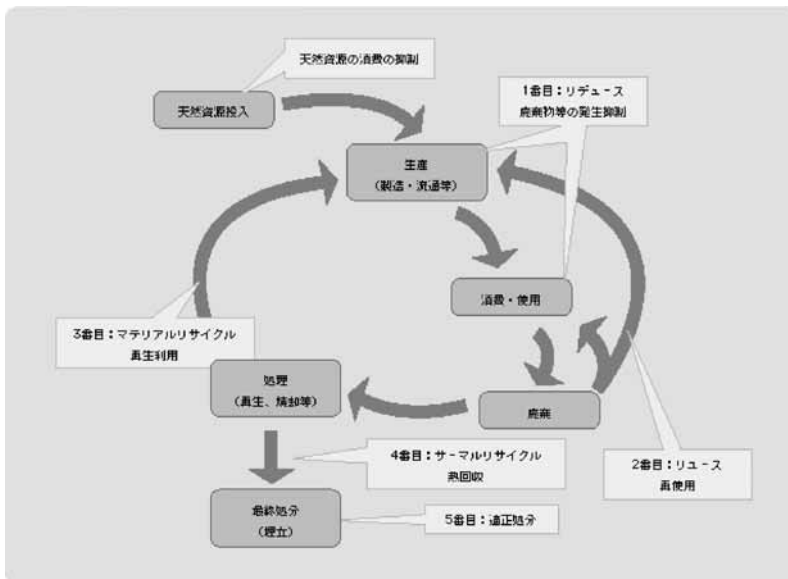 天然資源の消費の抑制
天然資源投入
1番目：リデュース
廃棄物等の発生抑制
生産
（製造・流通等）
消費・使用
3番目：マテリアルリサイクル
再生利用
処理
（再生、焼却等）
廃棄
4番目：サーマルリサイクル
熱回収
2番目：リユース
再使用
最終処分
（埋立）
5番目：適正処分